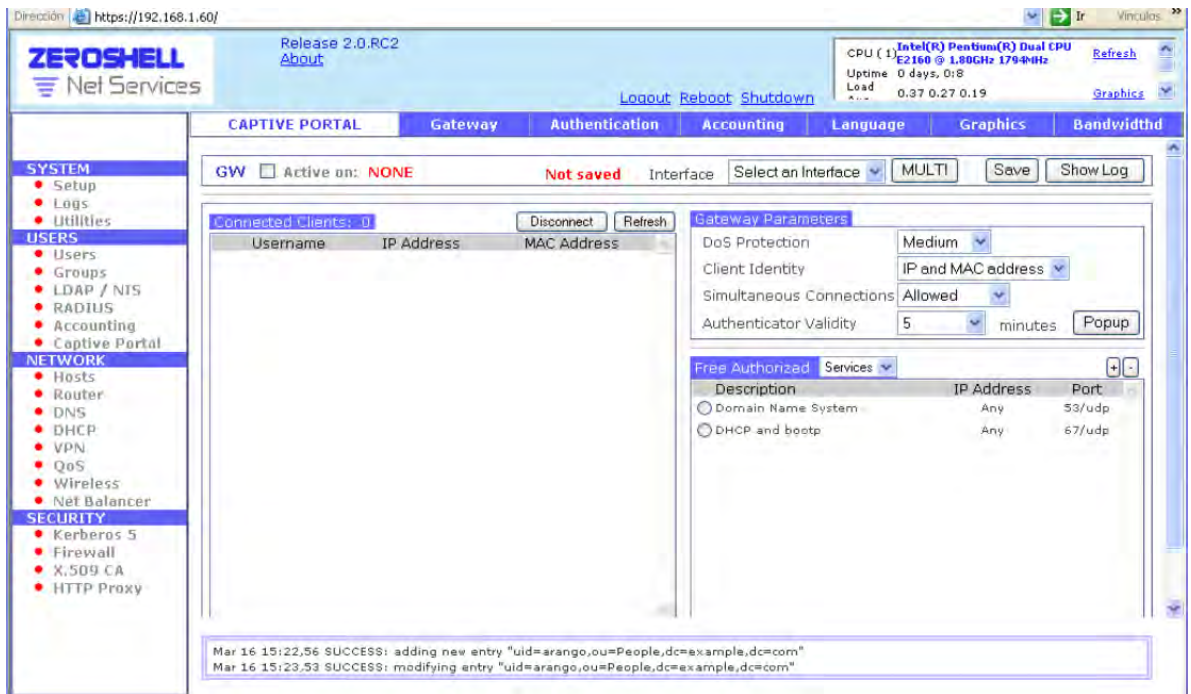 Dirección https://192.168.1.60/ Ir Vínculos »
ZEROSHELL
Net Services
Release 2.0.RC2
About
Logout Reboot Shutdown
CPU ( 1) Intel(R) Pentium(R) Dual CPU E2160 @ 1.80GHz 1794MHz Refresh
Uptime 0 days, 0:8
Load 0.37 0.27 0.19 Graphics
CAPTIVE PORTAL Gateway Authentication Accounting Language Graphics Bandwidthd
SYSTEM
Setup
Logs
Utilities
USERS
Users
Groups
LDAP / NIS
RADIUS
Accounting
Captive Portal
NETWORK
Hosts
Router
DNS
DHCP
VPN
QoS
Wireless
Net Balancer
SECURITY
Kerberos 5
Firewall
X.509 CA
HTTP Proxy
GW Active on: NONE Not saved Interface Select an Interface MULTI Save Show Log
Connected Clients: 0 Disconnect Refresh
Username IP Address MAC Address
Gateway Parameters
DoS Protection Medium
Client Identity IP and MAC address
Simultaneous Connections Allowed
Authenticator Validity 5 minutes Popup
Free Authorized Services + -
Description IP Address Port
Domain Name System Any 53/udp
DHCP and bootp Any 67/udp
Mar 16 15:22,56 SUCCESS: adding new entry "uid=arango,ou=People,dc=example,dc=com"
Mar 16 15:23,53 SUCCESS: modifying entry "uid=arango,ou=People,dc=example,dc=com"